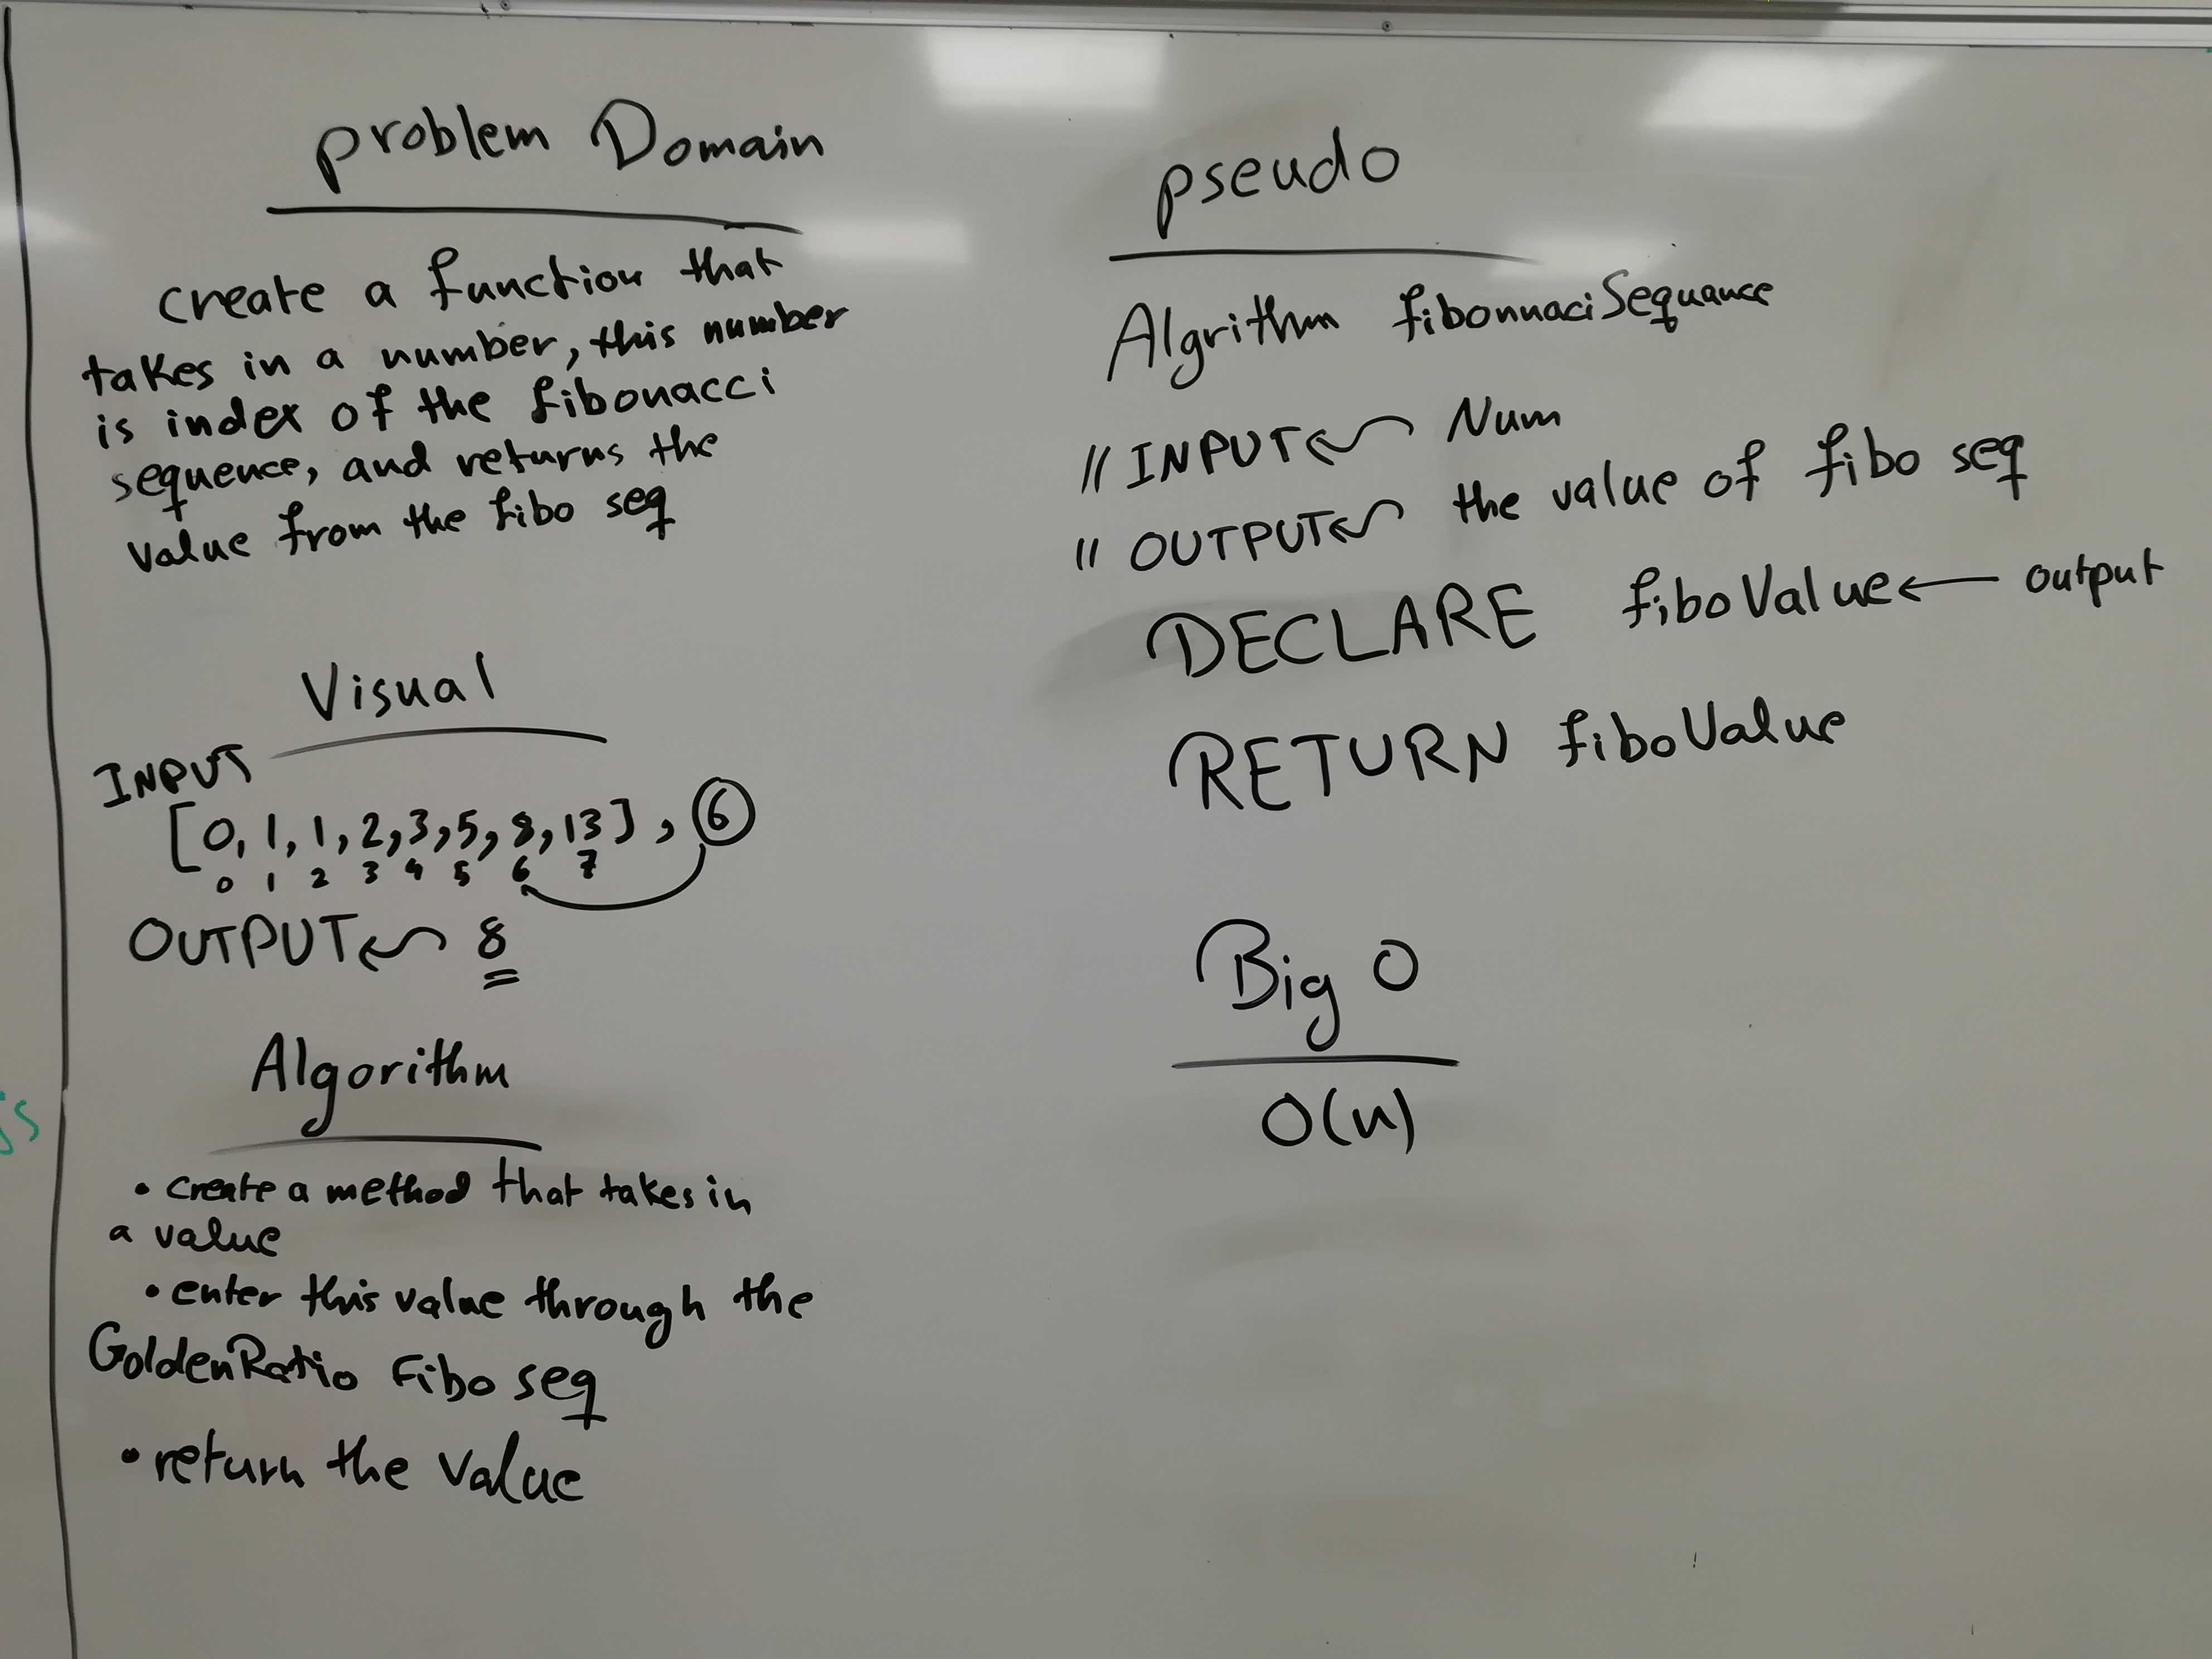 problem Domain
create a function that
takes in a number, this number
is index of the fibonacci
sequence, and returns the
value from the fibo seq
Visual
INPUT
[0, 1, 1, 2, 3, 5, 8, 13] , 6
0 1 2 3 4 5 6 7
OUTPUT ← 8
Algorithm
• create a method that takes in
a value
• enter this value through the
GoldenRatio Fibo seq
• return the value
pseudo
Algrithm fibonnaciSequance
// INPUT ← Num
// OUTPUT ← the value of fibo seq
DECLARE fiboValue ← output
RETURN fiboValue
Big O
O(n)